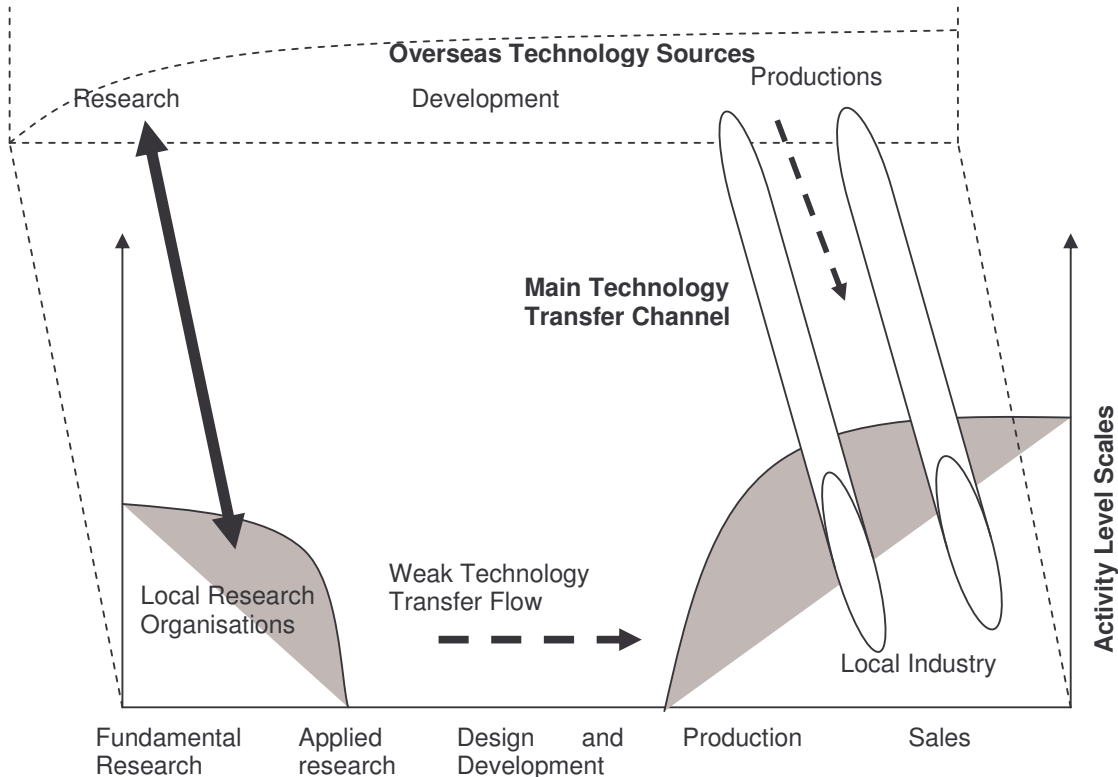 Overseas Technology Sources
Research
Development
Productions
Main Technology
Transfer Channel
Activity Level Scales
Weak Technology
Transfer Flow
Local Research
Organisations
Local Industry
Fundamental
Research
Applied
research
Design and
Development
Production
Sales